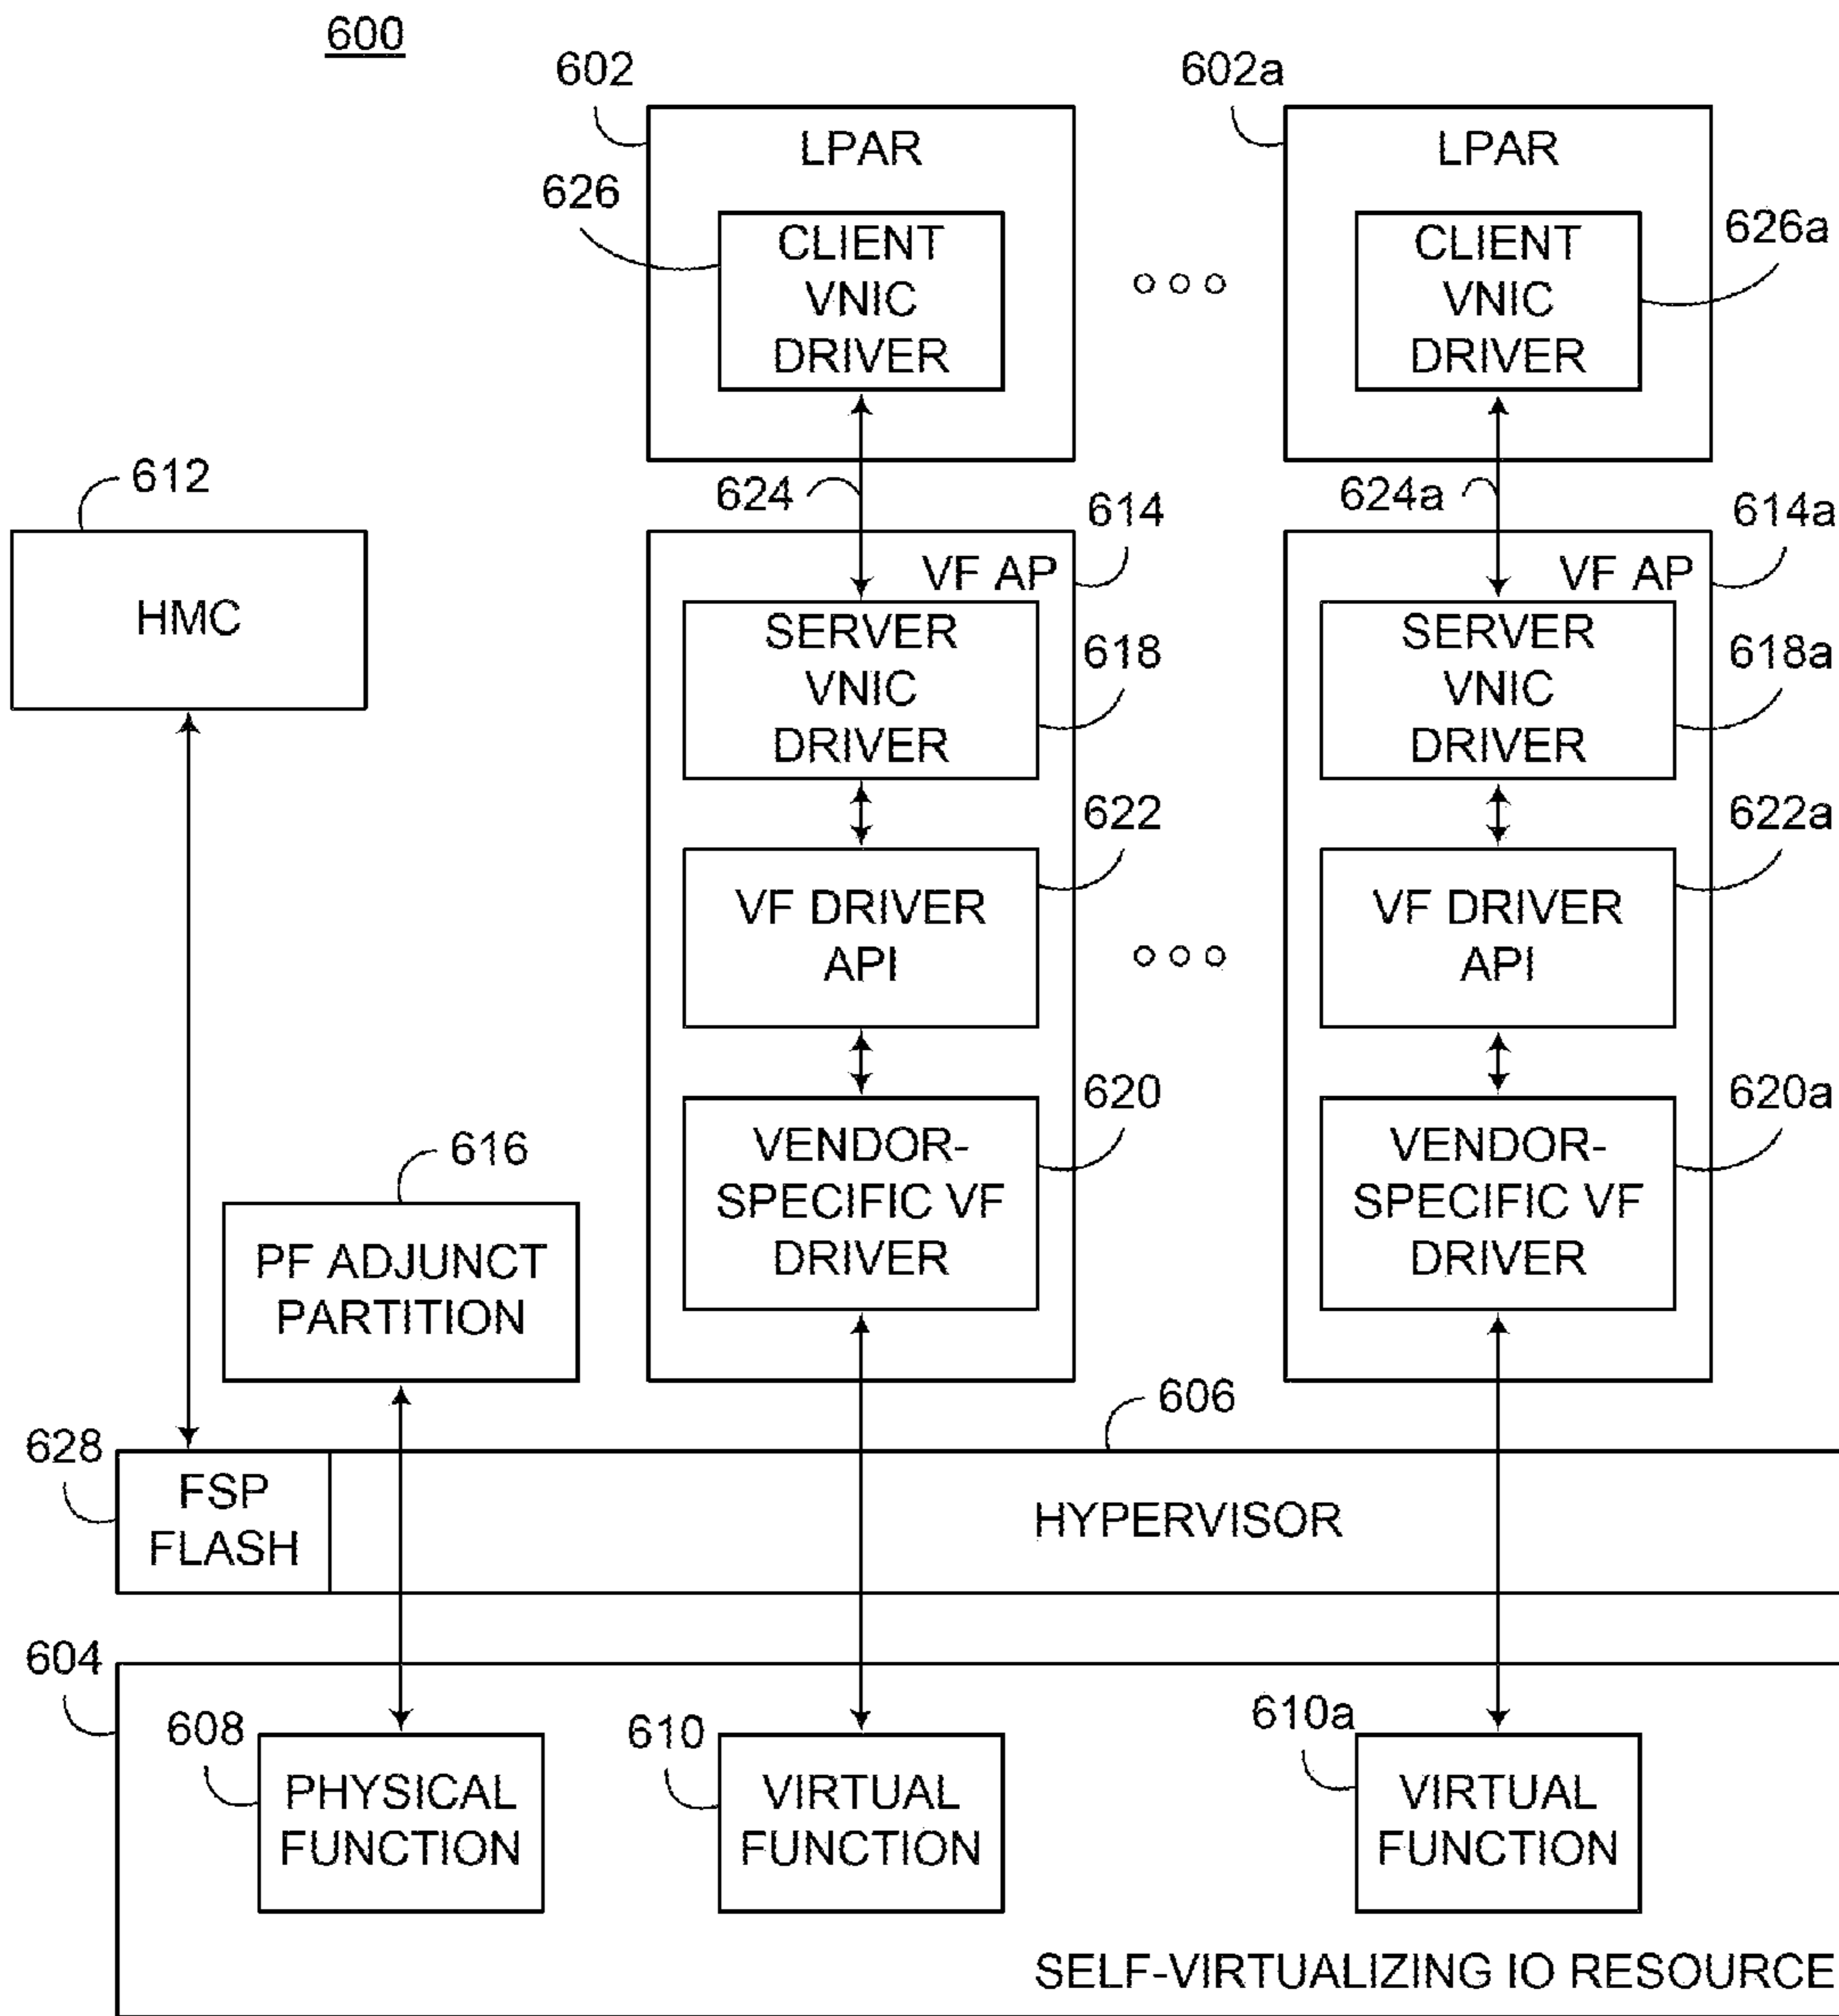 600
602
602a
LPAR
LPAR
626
CLIENT
VNIC
DRIVER
CLIENT
VNIC
DRIVER
626a
612
624
614
624a
614a
HMC
VF AP
VF AP
SERVER
VNIC
DRIVER
618
SERVER
VNIC
DRIVER
618a
622
622a
VF DRIVER
API
VF DRIVER
API
620
620a
616
VENDOR-
SPECIFIC VF
DRIVER
VENDOR-
SPECIFIC VF
DRIVER
PF ADJUNCT
PARTITION
606
628
FSP
FLASH
HYPERVISOR
604
608
610
610a
PHYSICAL
FUNCTION
VIRTUAL
FUNCTION
VIRTUAL
FUNCTION
SELF-VIRTUALIZING IO RESOURCE